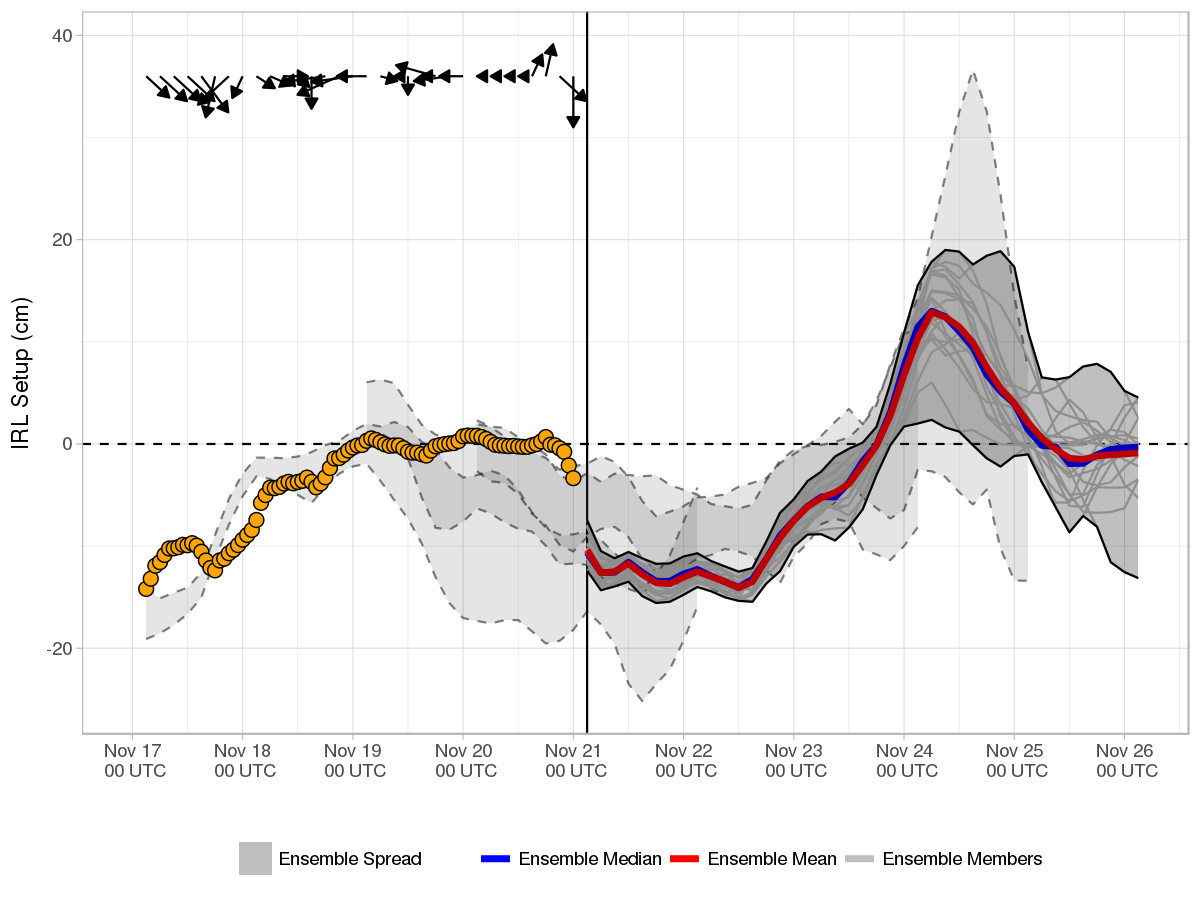 IRL Setup (cm)
40
20
0
-20
Nov 17 Nov 18 Nov 19 Nov 20 Nov 21 Nov 22 Nov 23 Nov 24 Nov 25 Nov 26
00 UTC 00 UTC 00 UTC 00 UTC 00 UTC 00 UTC 00 UTC 00 UTC 00 UTC 00 UTC
Ensemble Spread Ensemble Median Ensemble Mean Ensemble Members